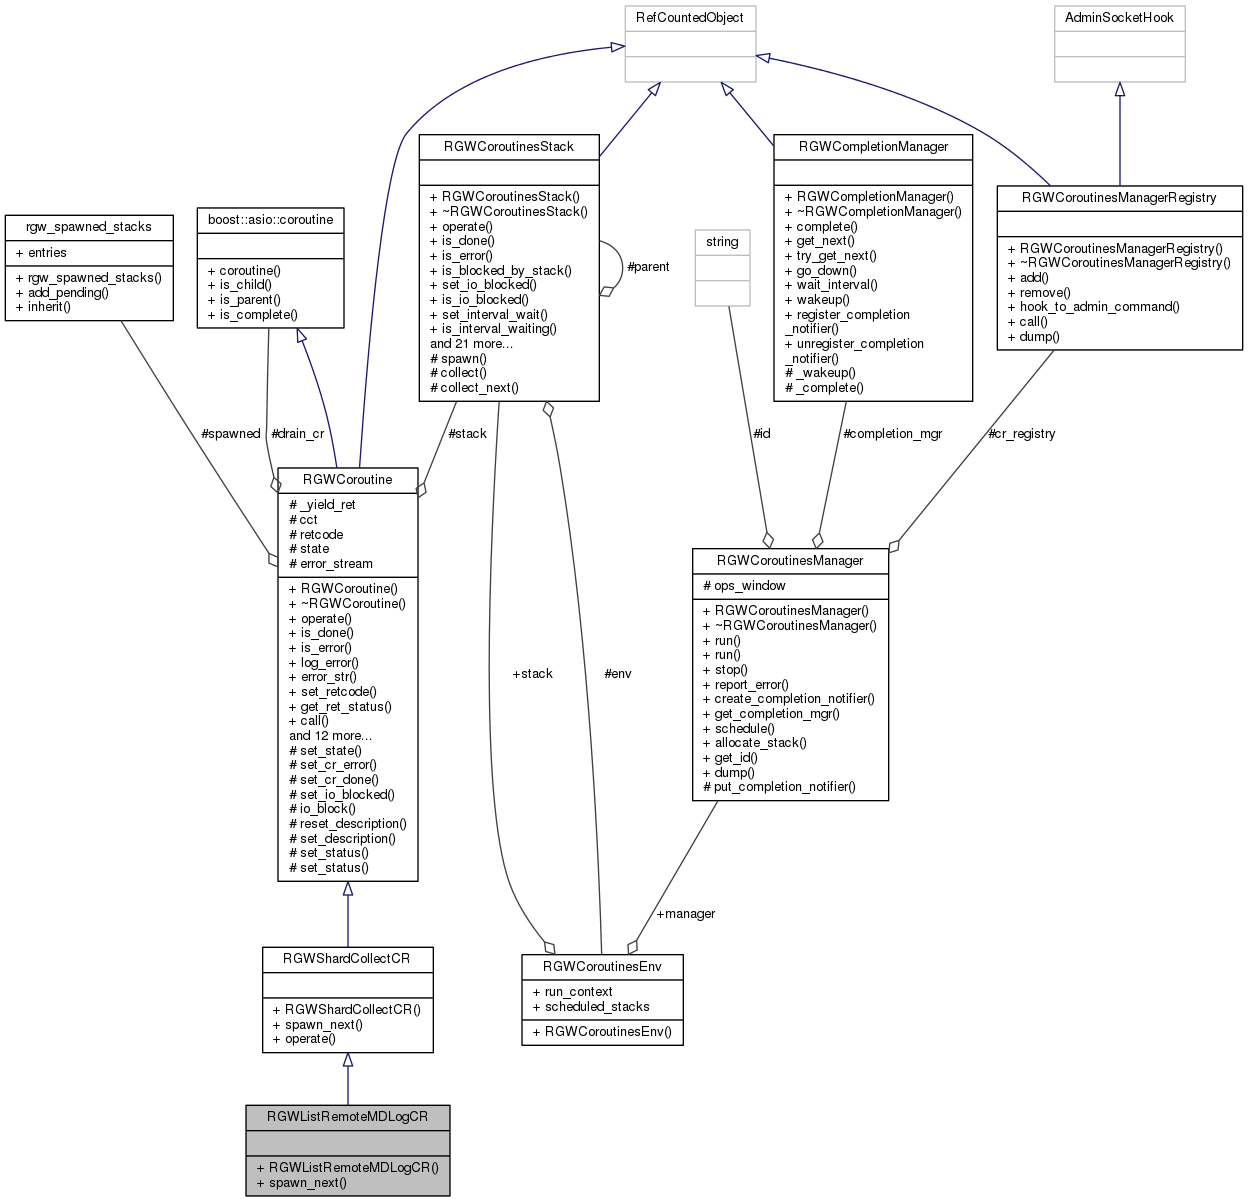 RefCountedObject
AdminSocketHook
RGWCoroutinesStack
+ RGWCoroutinesStack()
+ ~RGWCoroutinesStack()
+ operate()
+ is_done()
+ is_error()
+ is_blocked_by_stack()
+ set_io_blocked()
+ is_io_blocked()
+ set_interval_wait()
+ is_interval_waiting()
and 21 more...
# spawn()
# collect()
# collect_next()
#parent
RGWCompletionManager
+ RGWCompletionManager()
+ ~RGWCompletionManager()
+ complete()
+ get_next()
+ try_get_next()
+ go_down()
+ wait_interval()
+ wakeup()
+ register_completion
_notifier()
+ unregister_completion
_notifier()
# _wakeup()
# _complete()
RGWCoroutinesManagerRegistry
+ RGWCoroutinesManagerRegistry()
+ ~RGWCoroutinesManagerRegistry()
+ add()
+ remove()
+ hook_to_admin_command()
+ call()
+ dump()
rgw_spawned_stacks
+ entries
+ rgw_spawned_stacks()
+ add_pending()
+ inherit()
boost::asio::coroutine
+ coroutine()
+ is_child()
+ is_parent()
+ is_complete()
string
#spawned
#drain_cr
#stack
#id
#completion_mgr
#cr_registry
RGWCoroutine
# _yield_ret
# cct
# retcode
# state
# error_stream
+ RGWCoroutine()
+ ~RGWCoroutine()
+ operate()
+ is_done()
+ is_error()
+ log_error()
+ error_str()
+ set_retcode()
+ get_ret_status()
+ call()
and 12 more...
# set_state()
# set_cr_error()
# set_cr_done()
# set_io_blocked()
# io_block()
# reset_description()
# set_description()
# set_status()
# set_status()
+stack
#env
RGWCoroutinesManager
# ops_window
+ RGWCoroutinesManager()
+ ~RGWCoroutinesManager()
+ run()
+ run()
+ stop()
+ report_error()
+ create_completion_notifier()
+ get_completion_mgr()
+ schedule()
+ allocate_stack()
+ get_id()
+ dump()
# put_completion_notifier()
+manager
RGWShardCollectCR
+ RGWShardCollectCR()
+ spawn_next()
+ operate()
RGWCoroutinesEnv
+ run_context
+ scheduled_stacks
+ RGWCoroutinesEnv()
RGWListRemoteMDLogCR
+ RGWListRemoteMDLogCR()
+ spawn_next()